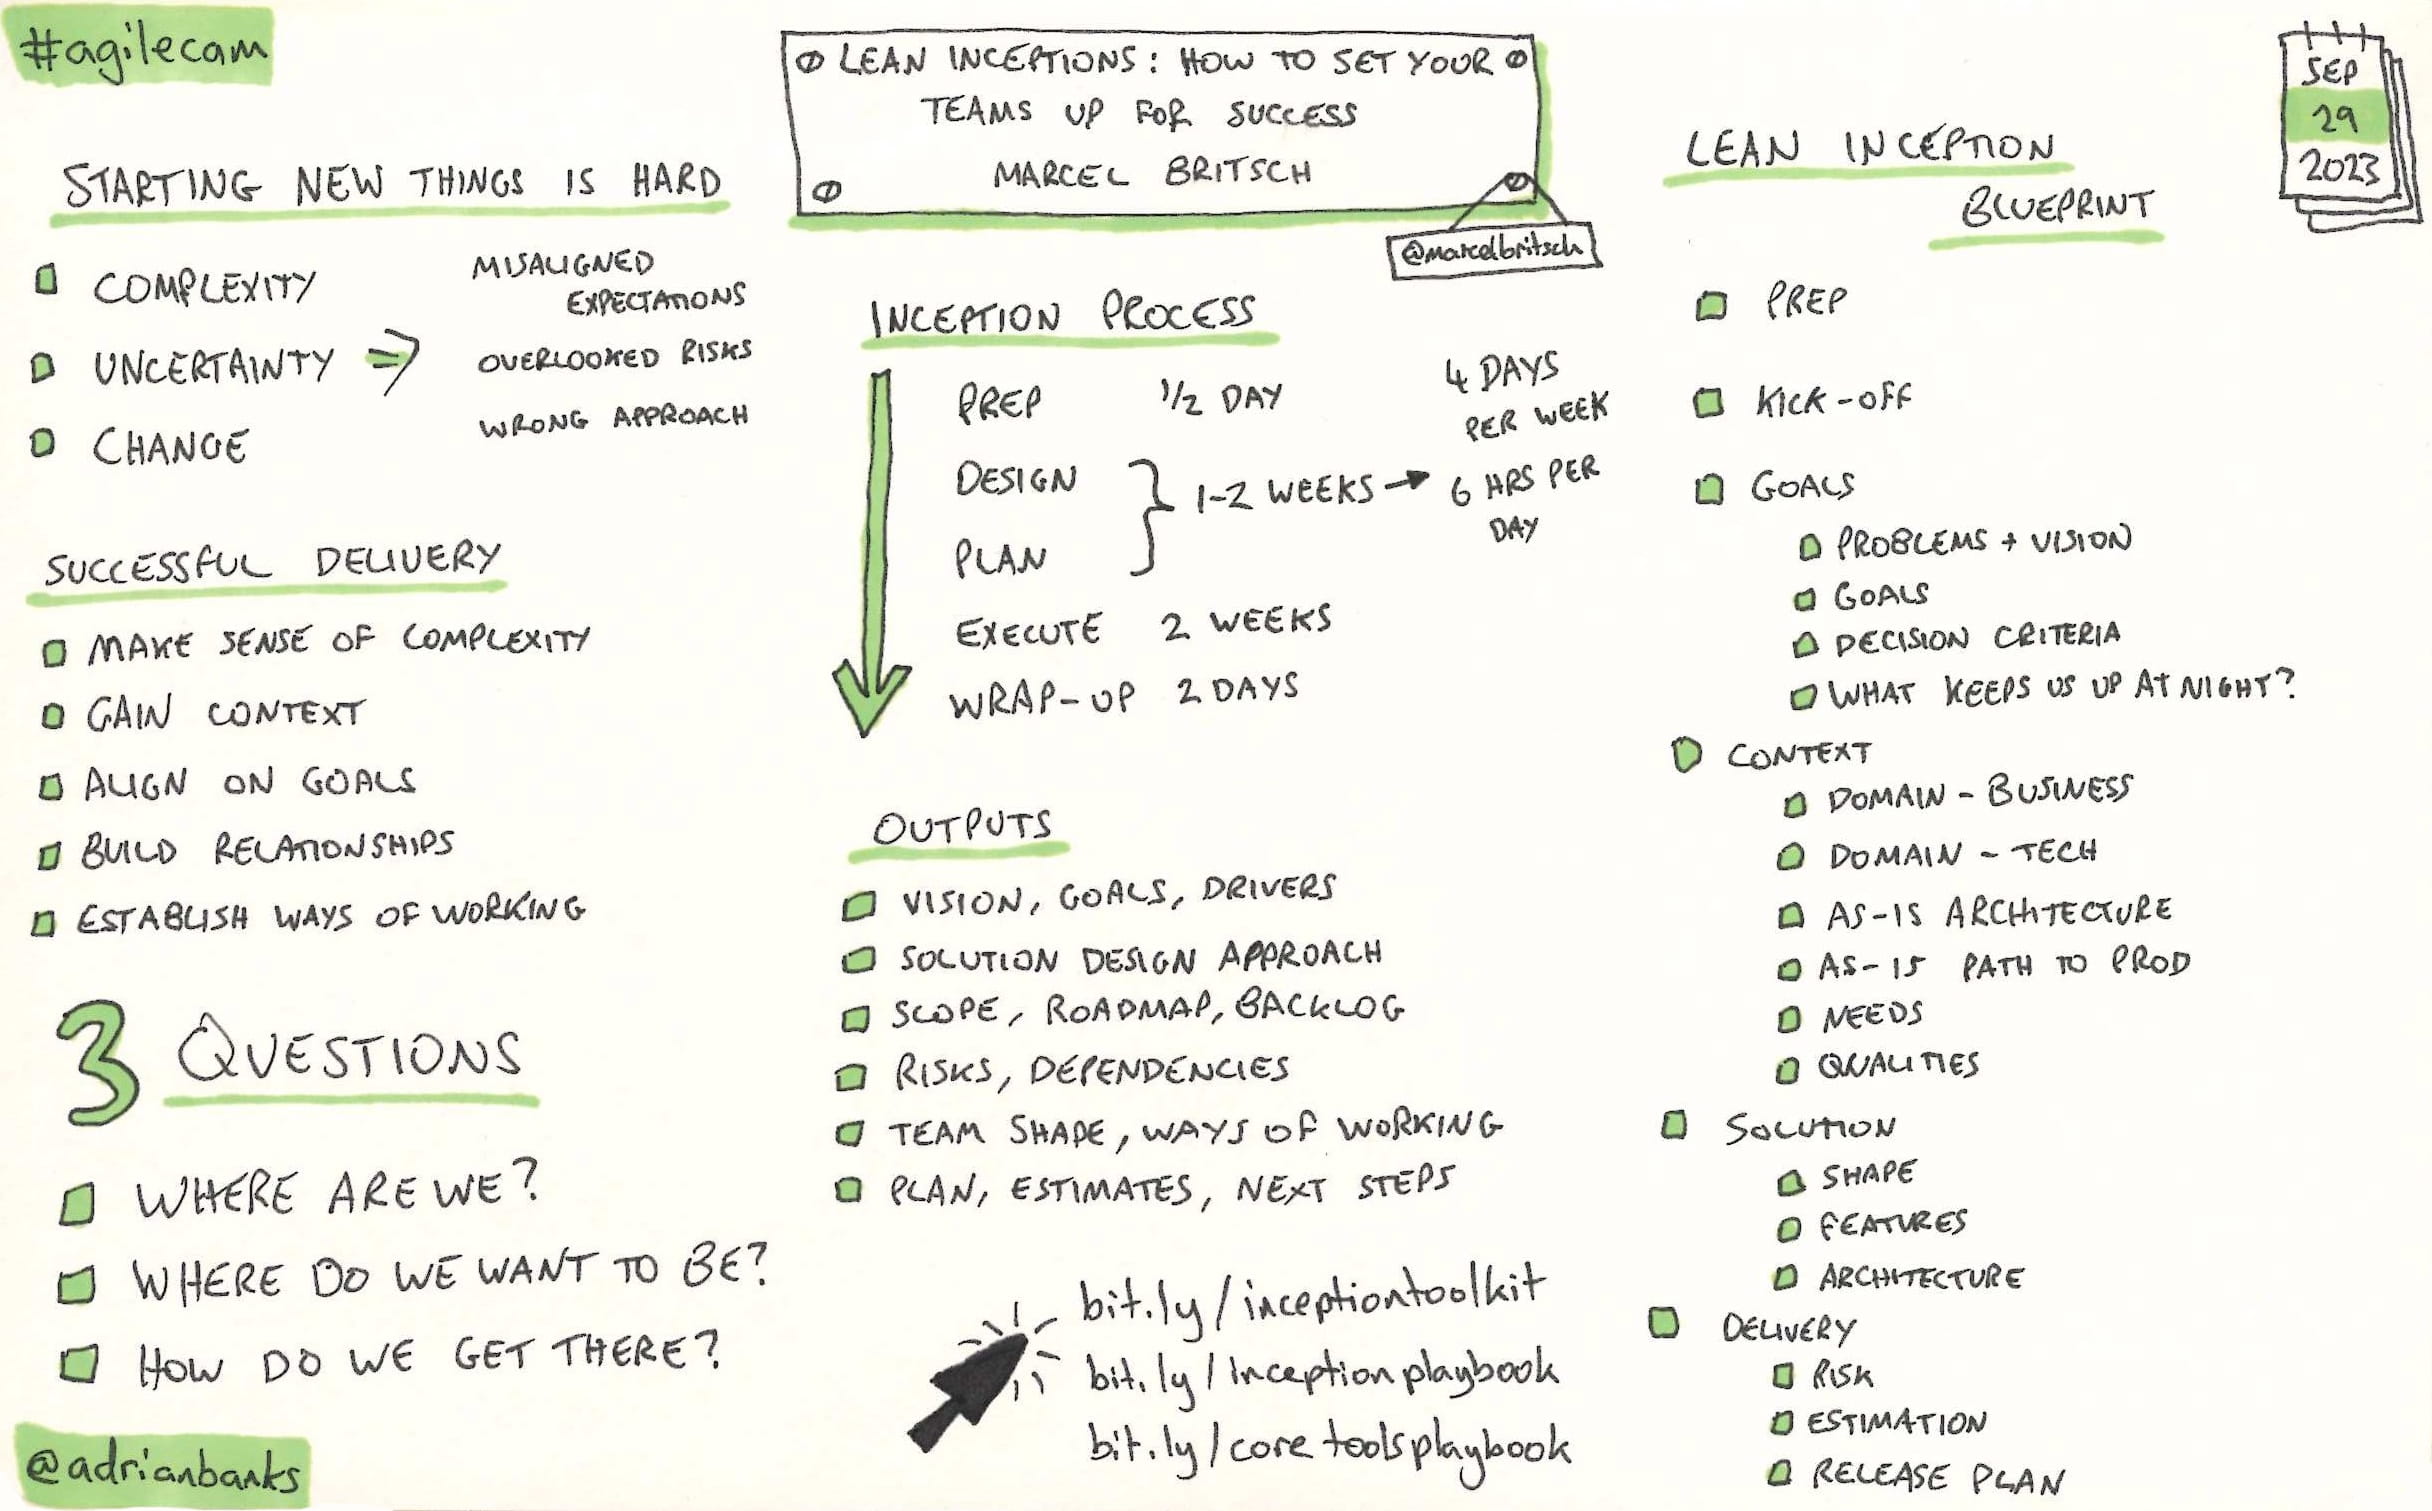 #agilecam
LEAN INCEPTIONS: HOW TO SET YOUR
TEAMS UP FOR SUCCESS
MARCEL BRITSCH
@marcelbritsch
SEP
29
2023
STARTING NEW THINGS IS HARD
COMPLEXITY
UNCERTAINTY ⇒
CHANGE
MISALIGNED
EXPECTATIONS
OVERLOOKED RISKS
WRONG APPROACH
SUCCESSFUL DELIVERY
MAKE SENSE OF COMPLEXITY
GAIN CONTEXT
ALIGN ON GOALS
BUILD RELATIONSHIPS
ESTABLISH WAYS OF WORKING
3 QUESTIONS
WHERE ARE WE?
WHERE DO WE WANT TO BE?
HOW DO WE GET THERE?
@adrianbanks
INCEPTION PROCESS
PREP 1/2 DAY
DESIGN
PLAN
1-2 WEEKS →
4 DAYS
PER WEEK
6 HRS PER
DAY
EXECUTE 2 WEEKS
WRAP-UP 2 DAYS
OUTPUTS
VISION, GOALS, DRIVERS
SOLUTION DESIGN APPROACH
SCOPE, ROADMAP, BACKLOG
RISKS, DEPENDENCIES
TEAM SHAPE, WAYS OF WORKING
PLAN, ESTIMATES, NEXT STEPS
bit.ly/inceptiontoolkit
bit.ly/inceptionplaybook
bit.ly/coretoolsplaybook
LEAN INCEPTION
BLUEPRINT
PREP
KICK-OFF
GOALS
PROBLEMS + VISION
GOALS
DECISION CRITERIA
WHAT KEEPS US UP AT NIGHT?
CONTEXT
DOMAIN - BUSINESS
DOMAIN - TECH
AS-IS ARCHITECTURE
AS-IS PATH TO PROD
NEEDS
QUALITIES
SOLUTION
SHAPE
FEATURES
ARCHITECTURE
DELIVERY
RISK
ESTIMATION
RELEASE PLAN